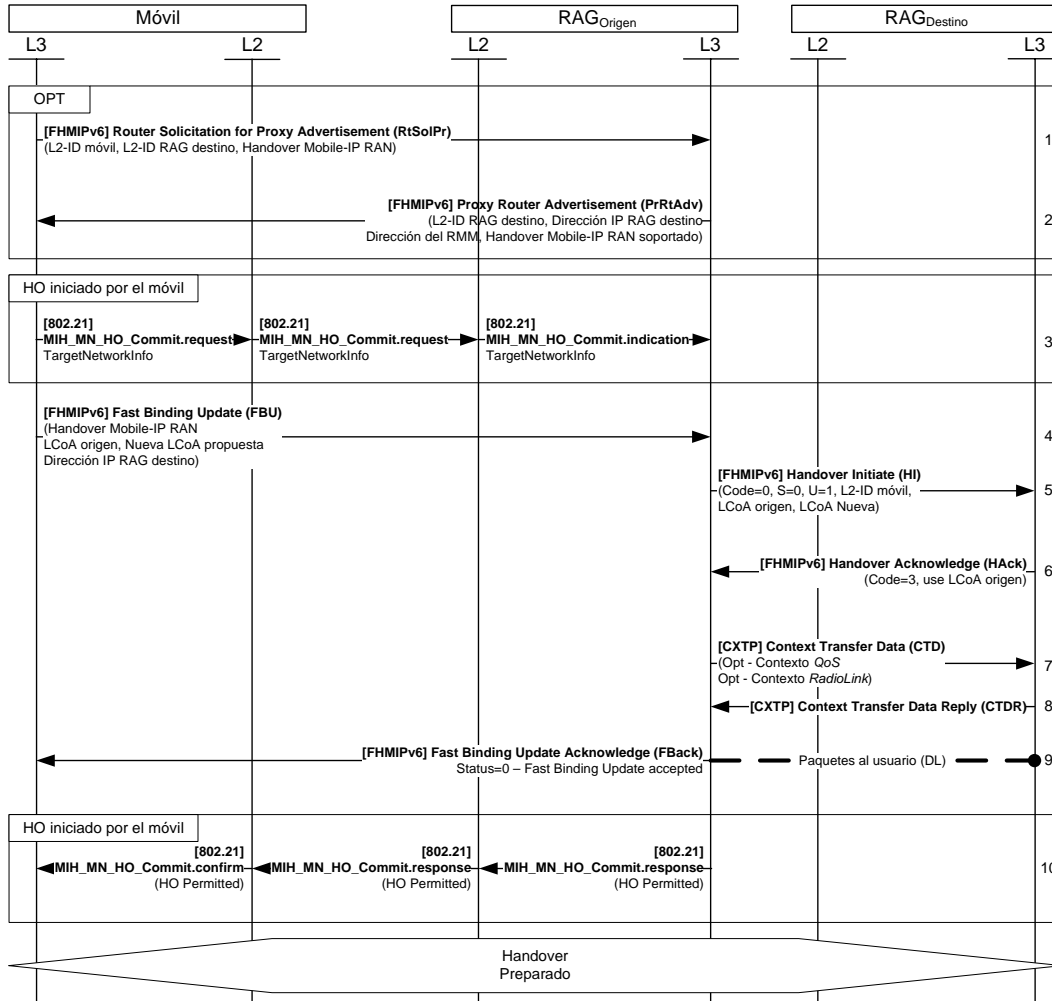 Móvil
RAGOrigen
RAGDestino
L3
L2
L2
L3
L2
L3
OPT
[FHMIPv6] Router Solicitation for Proxy Advertisement (RtSolPr)
(L2-ID móvil, L2-ID RAG destino, Handover Mobile-IP RAN)
1
[FHMIPv6] Proxy Router Advertisement (PrRtAdv)
(L2-ID RAG destino, Dirección IP RAG destino
Dirección del RMM, Handover Mobile-IP RAN soportado)
2
HO iniciado por el móvil
[802.21]
MIH_MN_HO_Commit.request
TargetNetworkInfo
[802.21]
MIH_MN_HO_Commit.request
TargetNetworkInfo
[802.21]
MIH_MN_HO_Commit.indication
TargetNetworkInfo
3
[FHMIPv6] Fast Binding Update (FBU)
(Handover Mobile-IP RAN
LCoA origen, Nueva LCoA propuesta
Dirección IP RAG destino)
4
[FHMIPv6] Handover Initiate (HI)
(Code=0, S=0, U=1, L2-ID móvil,
LCoA origen, LCoA Nueva)
5
[FHMIPv6] Handover Acknowledge (HAck)
(Code=3, use LCoA origen)
6
[CXTP] Context Transfer Data (CTD)
(Opt - Contexto QoS
Opt - Contexto RadioLink)
7
[CXTP] Context Transfer Data Reply (CTDR)
8
[FHMIPv6] Fast Binding Update Acknowledge (FBack)
Status=0 – Fast Binding Update accepted
Paquetes al usuario (DL)
9
HO iniciado por el móvil
[802.21]
MIH_MN_HO_Commit.confirm
(HO Permitted)
[802.21]
MIH_MN_HO_Commit.response
(HO Permitted)
[802.21]
MIH_MN_HO_Commit.response
(HO Permitted)
10
Handover
Preparado